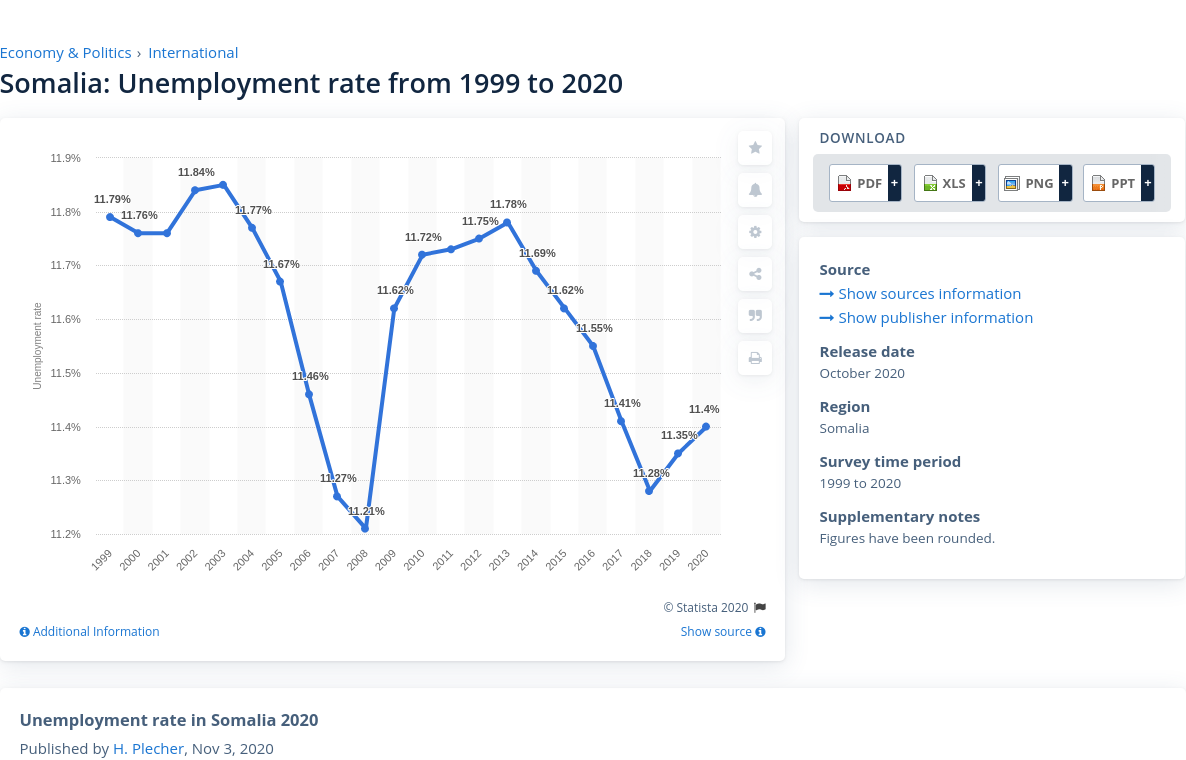 Economy & Politics › International
Somalia: Unemployment rate from 1999 to 2020
11.9%
11.8%
11.7%
11.6%
11.5%
11.4%
11.3%
11.2%
Unemployment rate
11.79%
11.76%
11.84%
11.77%
11.67%
11.46%
11.27%
11.21%
11.62%
11.72%
11.75%
11.78%
11.69%
11.62%
11.55%
11.41%
11.28%
11.35%
11.4%
1999
2000
2001
2002
2003
2004
2005
2006
2007
2008
2009
2010
2011
2012
2013
2014
2015
2016
2017
2018
2019
2020
© Statista 2020
Additional Information
Show source
DOWNLOAD
PDF + XLS + PNG + PPT +
Source
Show sources information
Show publisher information
Release date
October 2020
Region
Somalia
Survey time period
1999 to 2020
Supplementary notes
Figures have been rounded.
Unemployment rate in Somalia 2020
Published by H. Plecher, Nov 3, 2020